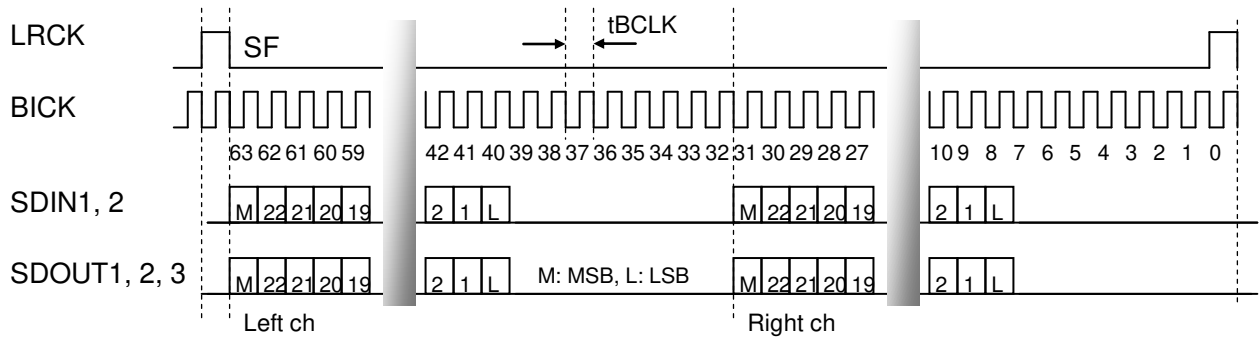 LRCK SF tBCLK
BICK
63 62 61 60 59 42 41 40 39 38 37 36 35 34 33 32 31 30 29 28 27 10 9 8 7 6 5 4 3 2 1 0
SDIN1, 2 M 22 21 20 19 2 1 L M 22 21 20 19 2 1 L
SDOUT1, 2, 3 M 22 21 20 19 2 1 L M: MSB, L: LSB M 22 21 20 19 2 1 L
Left ch Right ch